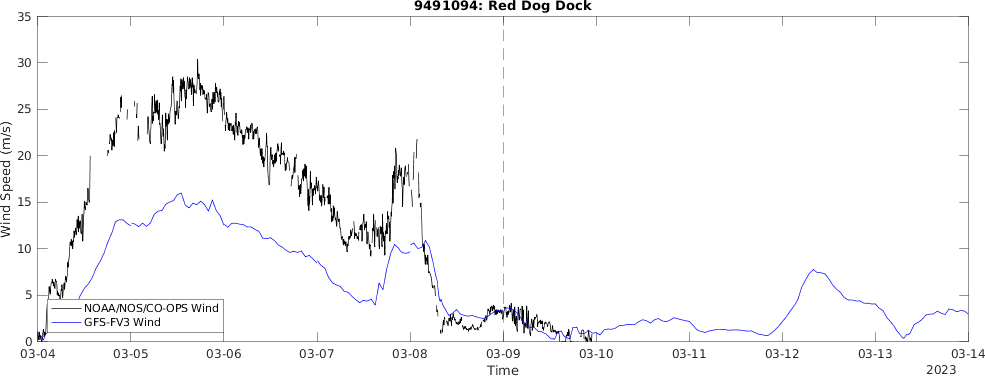 9491094: Red Dog Dock
35
30
25
20
15
10
5
0
Wind Speed (m/s)
NOAA/NOS/CO-OPS Wind
GFS-FV3 Wind
03-04 03-05 03-06 03-07 03-08 03-09 03-10 03-11 03-12 03-13 03-14
Time
2023